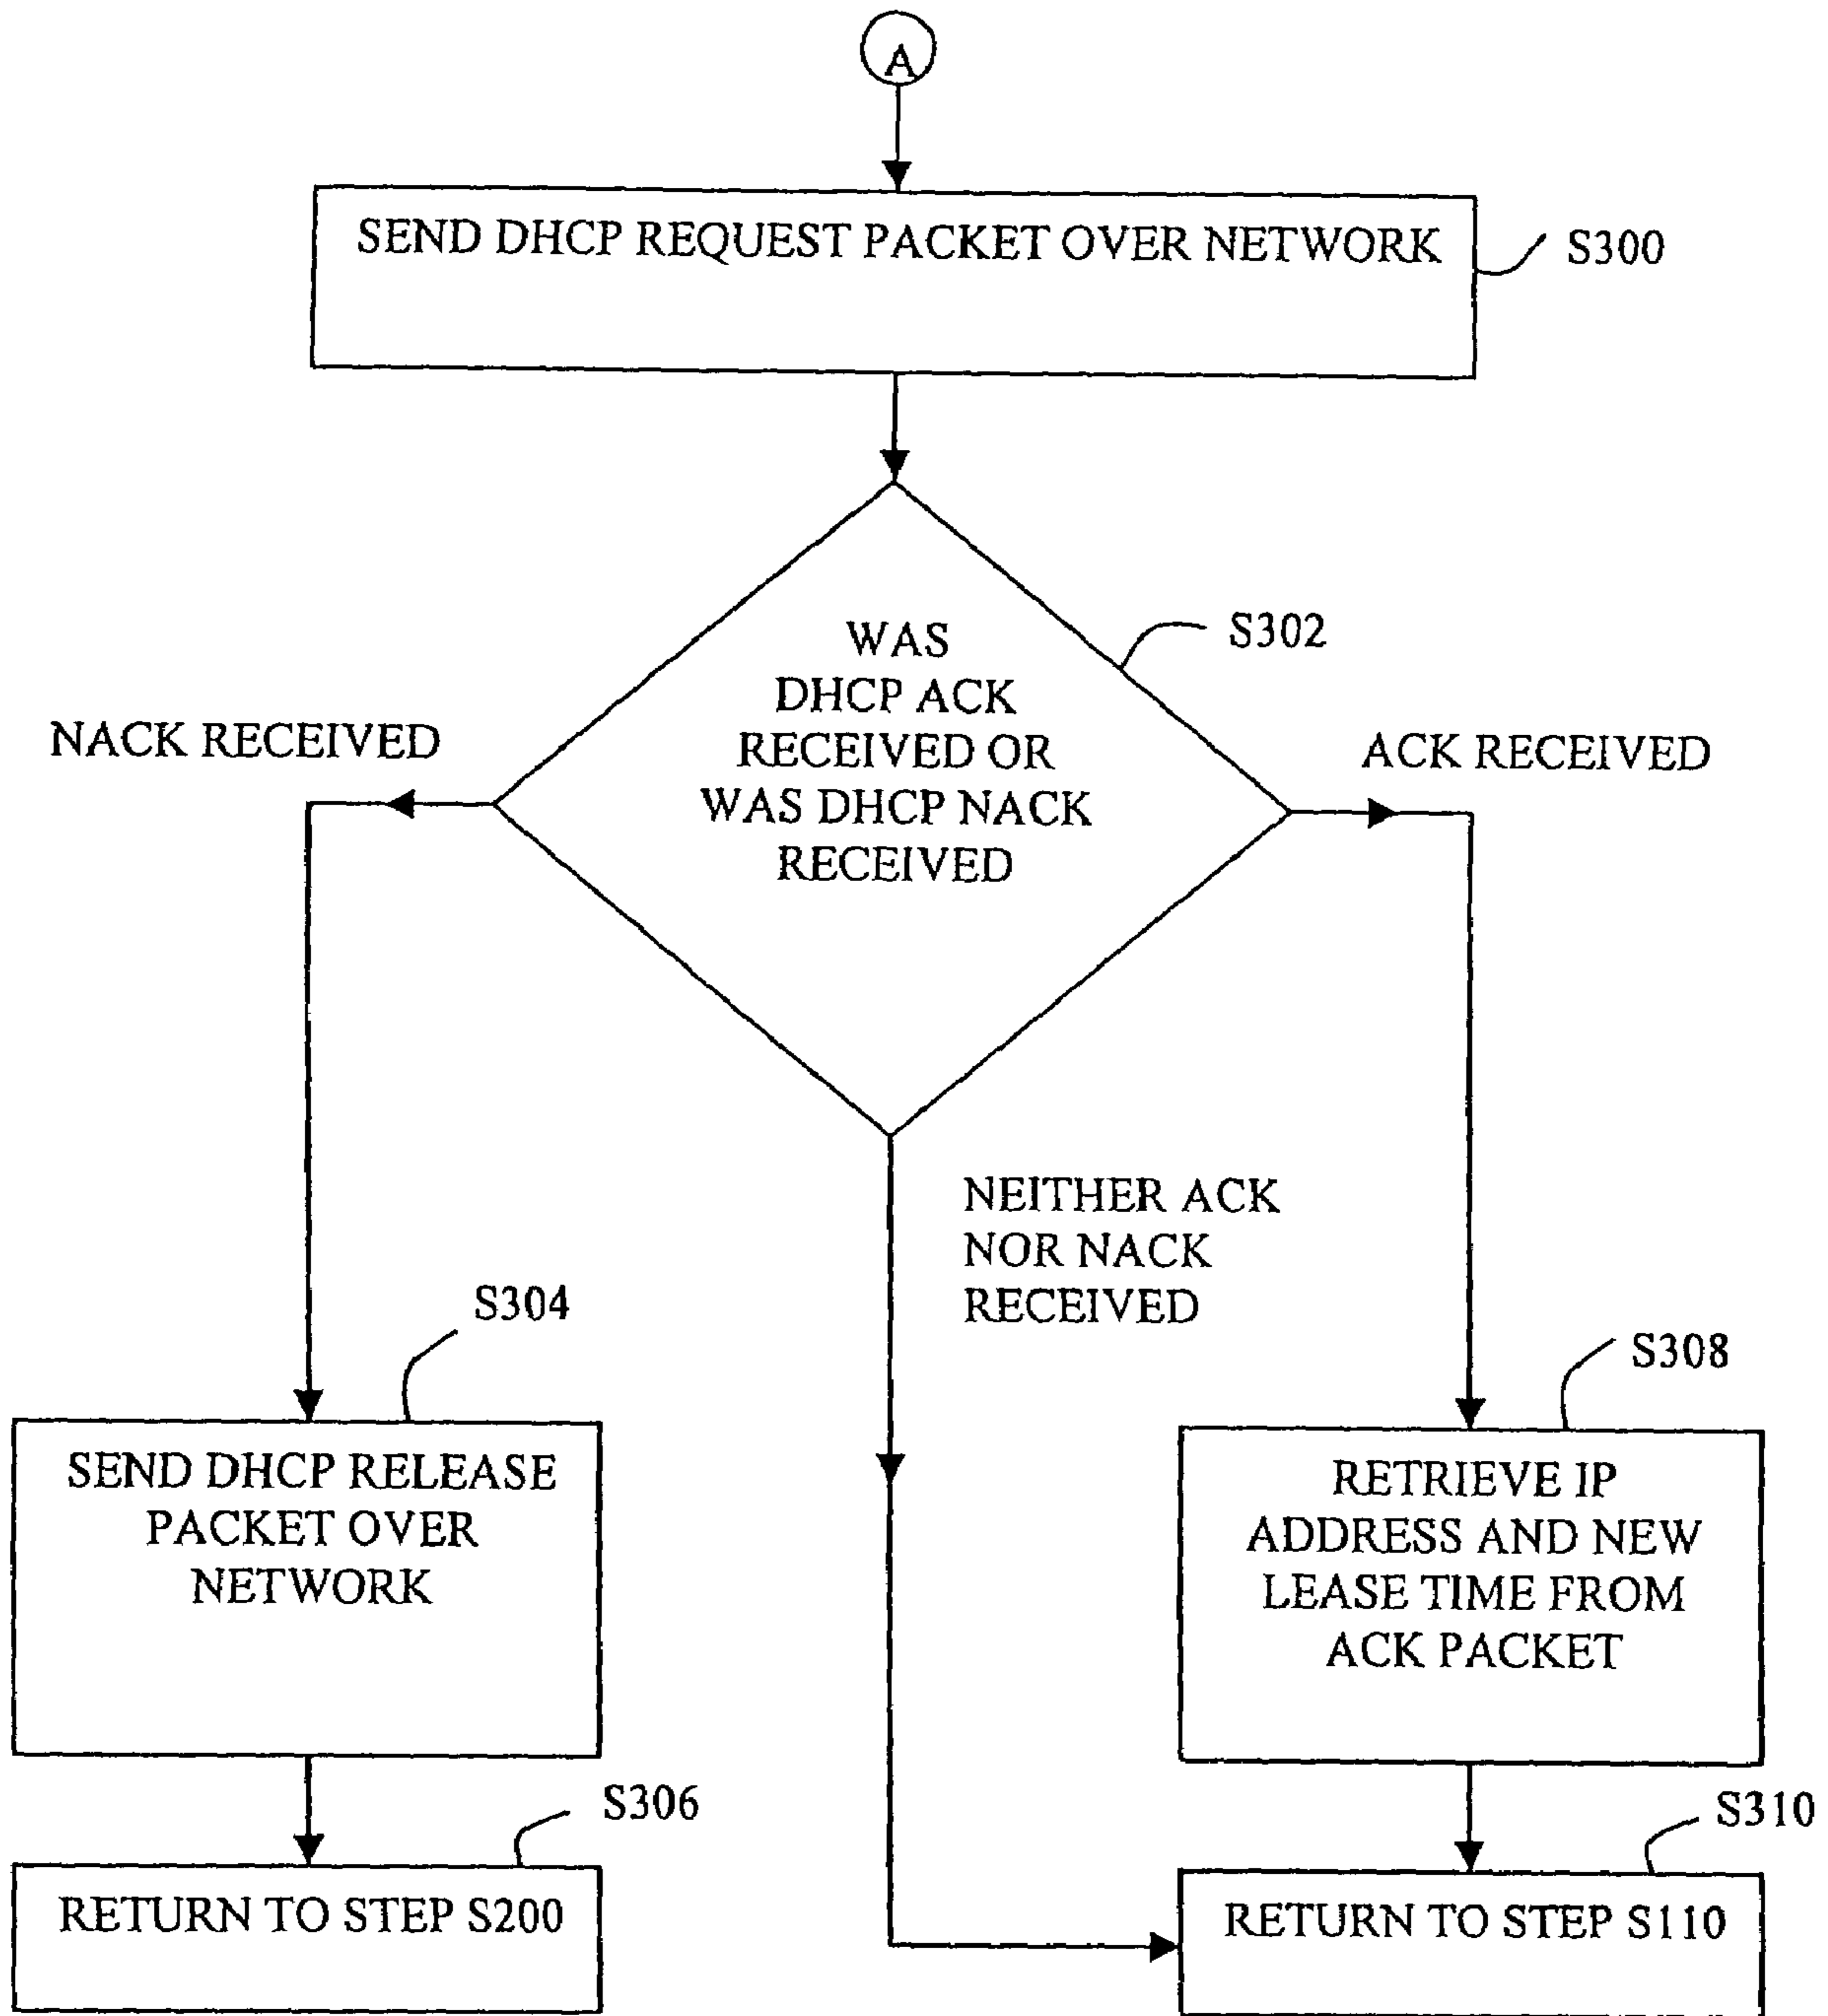 A
SEND DHCP REQUEST PACKET OVER NETWORK
S300
WAS
DHCP ACK
RECEIVED OR
WAS DHCP NACK
RECEIVED
S302
NACK RECEIVED
ACK RECEIVED
NEITHER ACK
NOR NACK
RECEIVED
S304
SEND DHCP RELEASE
PACKET OVER
NETWORK
S308
RETRIEVE IP
ADDRESS AND NEW
LEASE TIME FROM
ACK PACKET
S306
RETURN TO STEP S200
S310
RETURN TO STEP S110